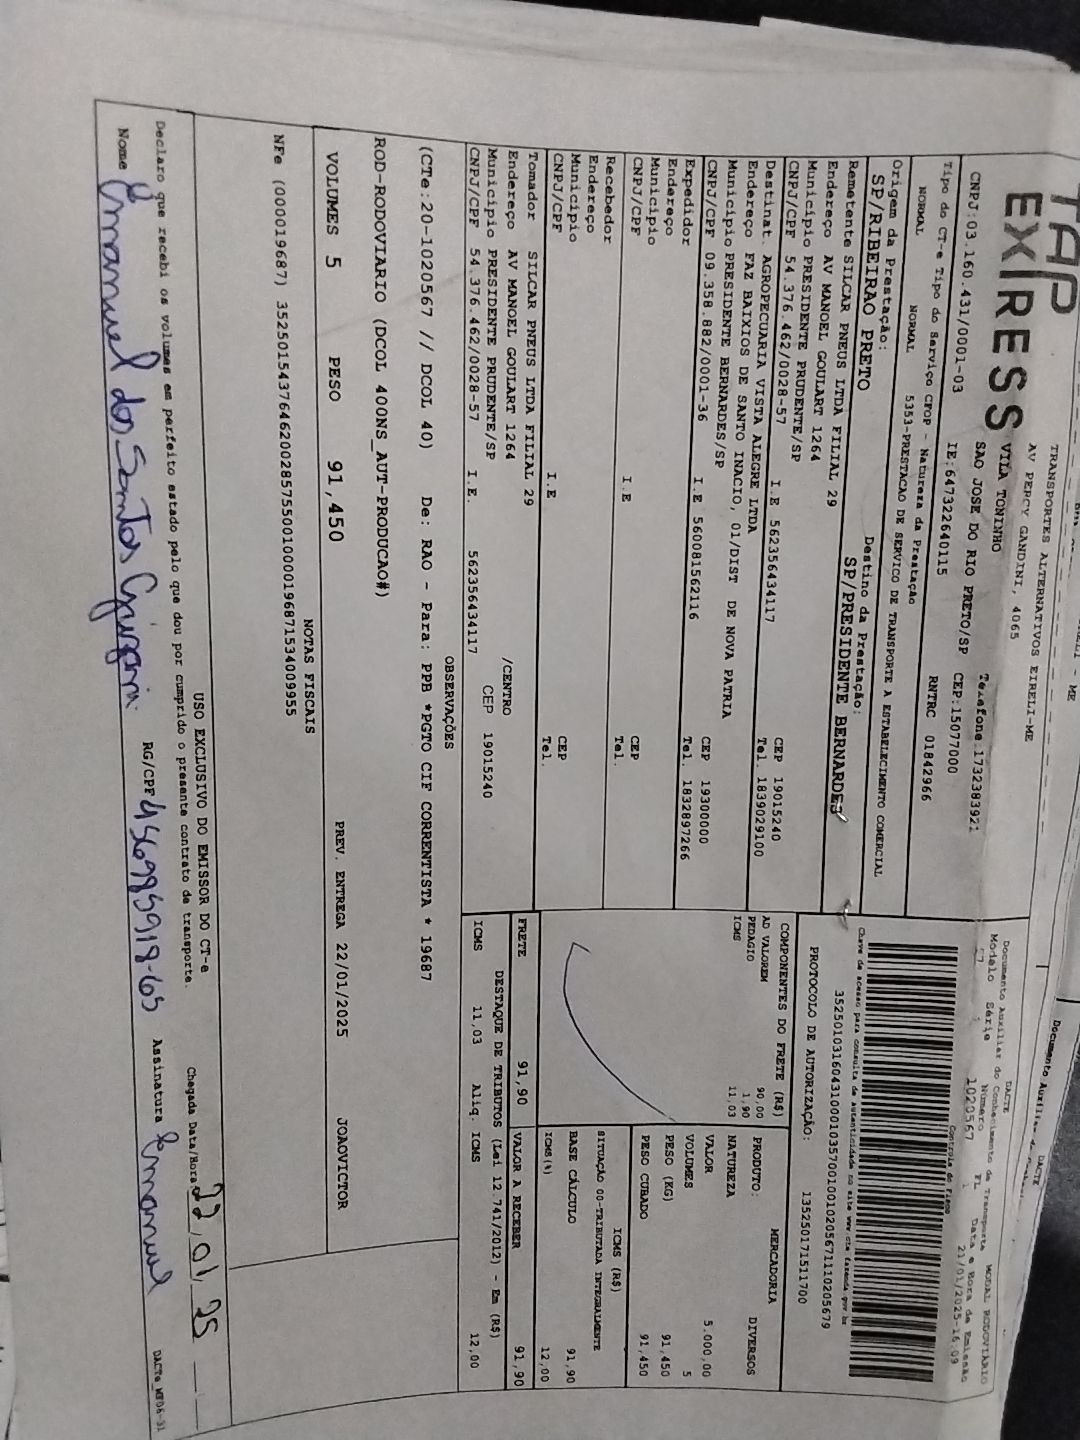 TAP
EXPRESS
TRANSPORTES ALTERNATIVOS EIRELI-ME
AV PERCY GANDINI, 4065
VILA TONINHO
SAO JOSE DO RIO PRETO/SP CEP:15077000
CNPJ:03.160.431/0001-03 IE:647322640115 Telefone:1732383921
Tipo do CT-e Tipo do Serviço CFOP - Natureza da Prestação RNTRC 01842966
NORMAL NORMAL 5353-PRESTACAO DE SERVICO DE TRANSPORTE A ESTABELECIMENTO COMERCIAL
Origem da Prestação: Destino da Prestação:
SP/RIBEIRAO PRETO SP/PRESIDENTE BERNARDES
Remetente SILCAR PNEUS LTDA FILIAL 29
Endereço AV MANOEL GOULART 1264
Município PRESIDENTE PRUDENTE/SP CEP 19015240
CNPJ/CPF 54.376.462/0028-57 I.E 562356434117 Tel. 1839029100
Destinat. AGROPECUARIA VISTA ALEGRE LTDA
Endereço FAZ BAIXIOS DE SANTO INACIO, 01/DIST DE NOVA PATRIA
Município PRESIDENTE BERNARDES/SP CEP 19300000
CNPJ/CPF 09.358.882/0001-36 I.E 560081562116 Tel. 1832897266
Expedidor
Endereço
Município CEP
CNPJ/CPF I.E Tel.
Recebedor
Endereço
Município CEP
CNPJ/CPF I.E Tel.
Tomador SILCAR PNEUS LTDA FILIAL 29
Endereço AV MANOEL GOULART 1264 /CENTRO
Município PRESIDENTE PRUDENTE/SP CEP 19015240
CNPJ/CPF 54.376.462/0028-57 I.E. 562356434117
DACTE
Documento Auxiliar do Conhecimento de Transporte MODAL RODOVIÁRIO
Modelo Série Número FL Data e Hora de Emissão
57 1 1020567 1 21/01/2025-16:09
Controle do Fisco
Chave de acesso para consulta de autenticidade no site www.cte.fazenda.gov.br
35250103160431000103570010010205671110205679
PROTOCOLO DE AUTORIZAÇÃO: 135250171511700
COMPONENTES DO FRETE (R$)
AD VALOREM 90,00
PEDAGIO 1,90
ICMS 11,03
MERCADORIA
PRODUTO: DIVERSOS
NATUREZA
VALOR 5.000,00
VOLUMES 5
PESO (KG) 91,450
PESO CUBADO 91,450
ICMS (R$)
SITUAÇÃO 00-TRIBUTADA INTEGRALMENTE
BASE CÁLCULO 91,90
ICMS(%) 12,00
FRETE 91,90 VALOR A RECEBER 91,90
DESTAQUE DE TRIBUTOS (Lei 12.741/2012) - Em (R$)
ICMS 11,03 Aliq. ICMS 12,00
OBSERVAÇÕES
(CTe:20-1020567 // DCOL 40) De: RAO - Para: PPB *PGTO CIF CORRENTISTA * 19687
ROD-RODOVIARIO (DCOL 400NS_AUT-PRODUCAO#)
VOLUMES 5 PESO 91,450 PREV. ENTREGA 22/01/2025 JOAOVICTOR
NOTAS FISCAIS
NFe (000019687) 35250154376462002857550010000196871534009955
USO EXCLUSIVO DO EMISSOR DO CT-e
Declaro que recebi os volumes em perfeito estado pelo que dou por cumprido o presente contrato de transporte. Chegada Data/Hora: 22/01/25
Nome Emanuel dos Santos RG/CPF 456985918-65 Assinatura Emanuel